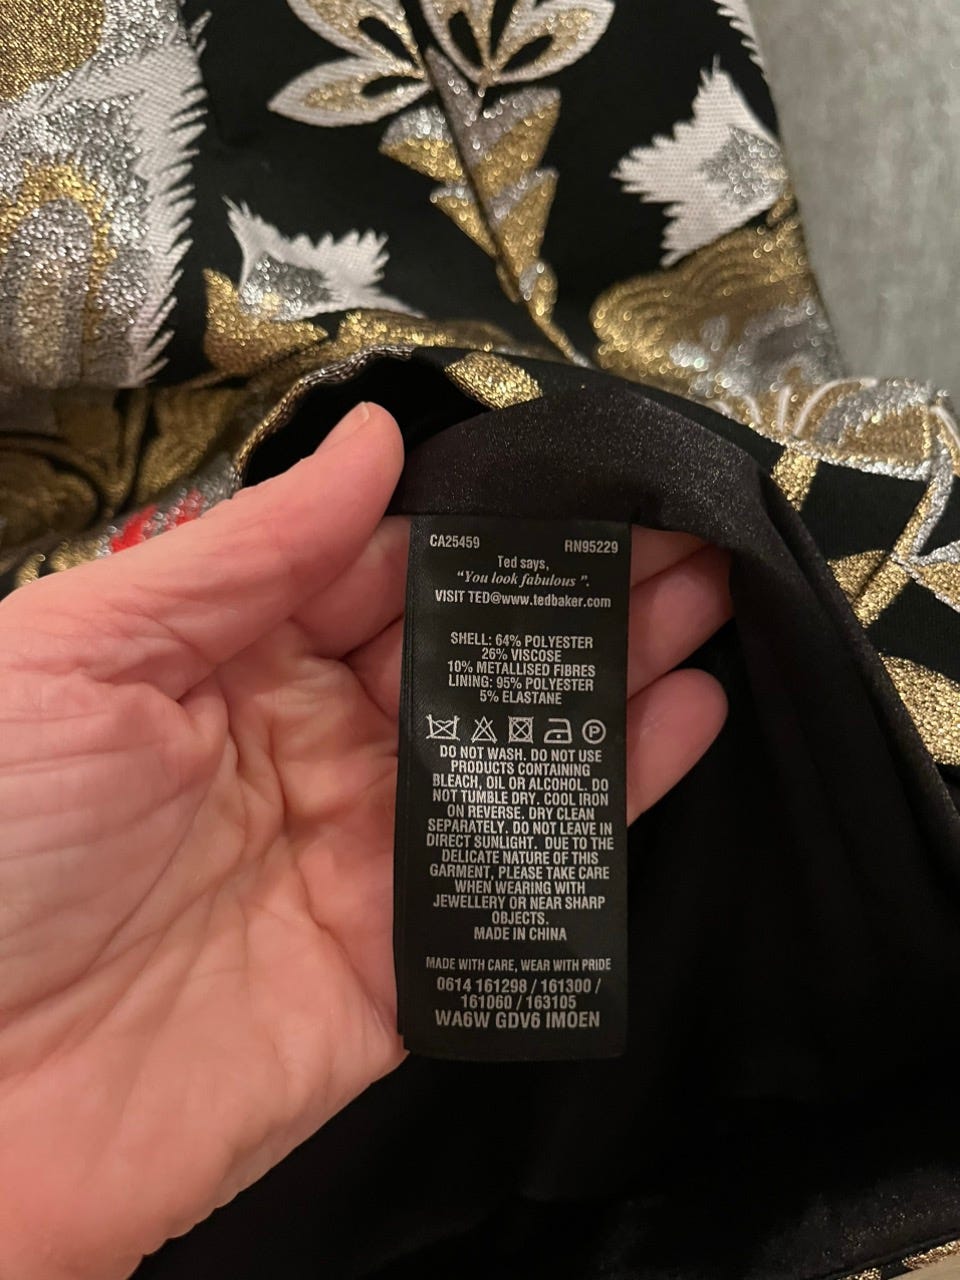 CA25459 RN95229
Ted says,
“You look fabulous ”.
VISIT TED@www.tedbaker.com
SHELL: 64% POLYESTER
26% VISCOSE
10% METALLISED FIBRES
LINING: 95% POLYESTER
5% ELASTANE
P
DO NOT WASH. DO NOT USE
PRODUCTS CONTAINING
BLEACH, OIL OR ALCOHOL. DO
NOT TUMBLE DRY. COOL IRON
ON REVERSE. DRY CLEAN
SEPARATELY. DO NOT LEAVE IN
DIRECT SUNLIGHT. DUE TO THE
DELICATE NATURE OF THIS
GARMENT, PLEASE TAKE CARE
WHEN WEARING WITH
JEWELLERY OR NEAR SHARP
OBJECTS.
MADE IN CHINA
MADE WITH CARE, WEAR WITH PRIDE
0614 161298 / 161300 /
161060 / 163105
WA6W GDV6 IMOEN